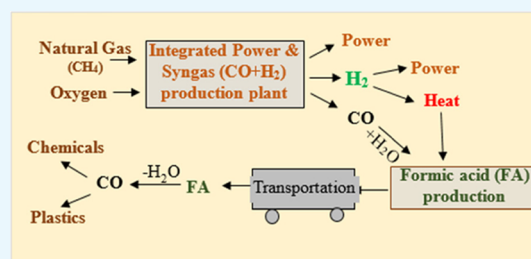 Natural Gas
(CH₄)
Oxygen
Integrated Power &
Syngas (CO+H₂)
production plant
Power
H₂
Power
Heat
CO
+H₂O
Formic acid (FA)
production
Transportation
FA
-H₂O
CO
Chemicals
Plastics